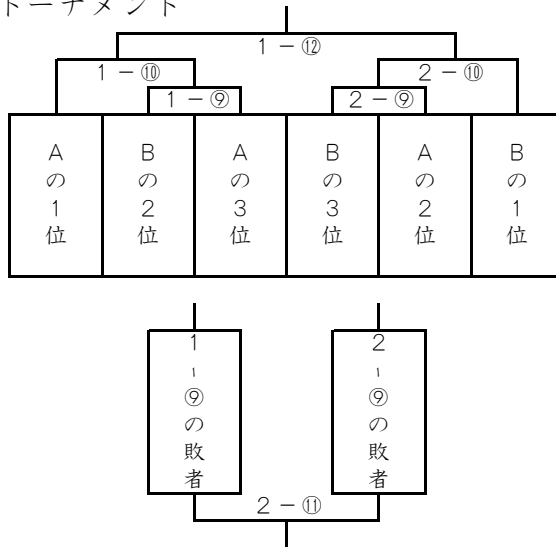 トーナメント
1－⑫
1－⑩
2－⑩
1－⑨
2－⑨
Aの1位
Bの2位
Aの3位
Bの3位
Aの2位
Bの1位
1-⑨の敗者
2-⑨の敗者
2－⑪